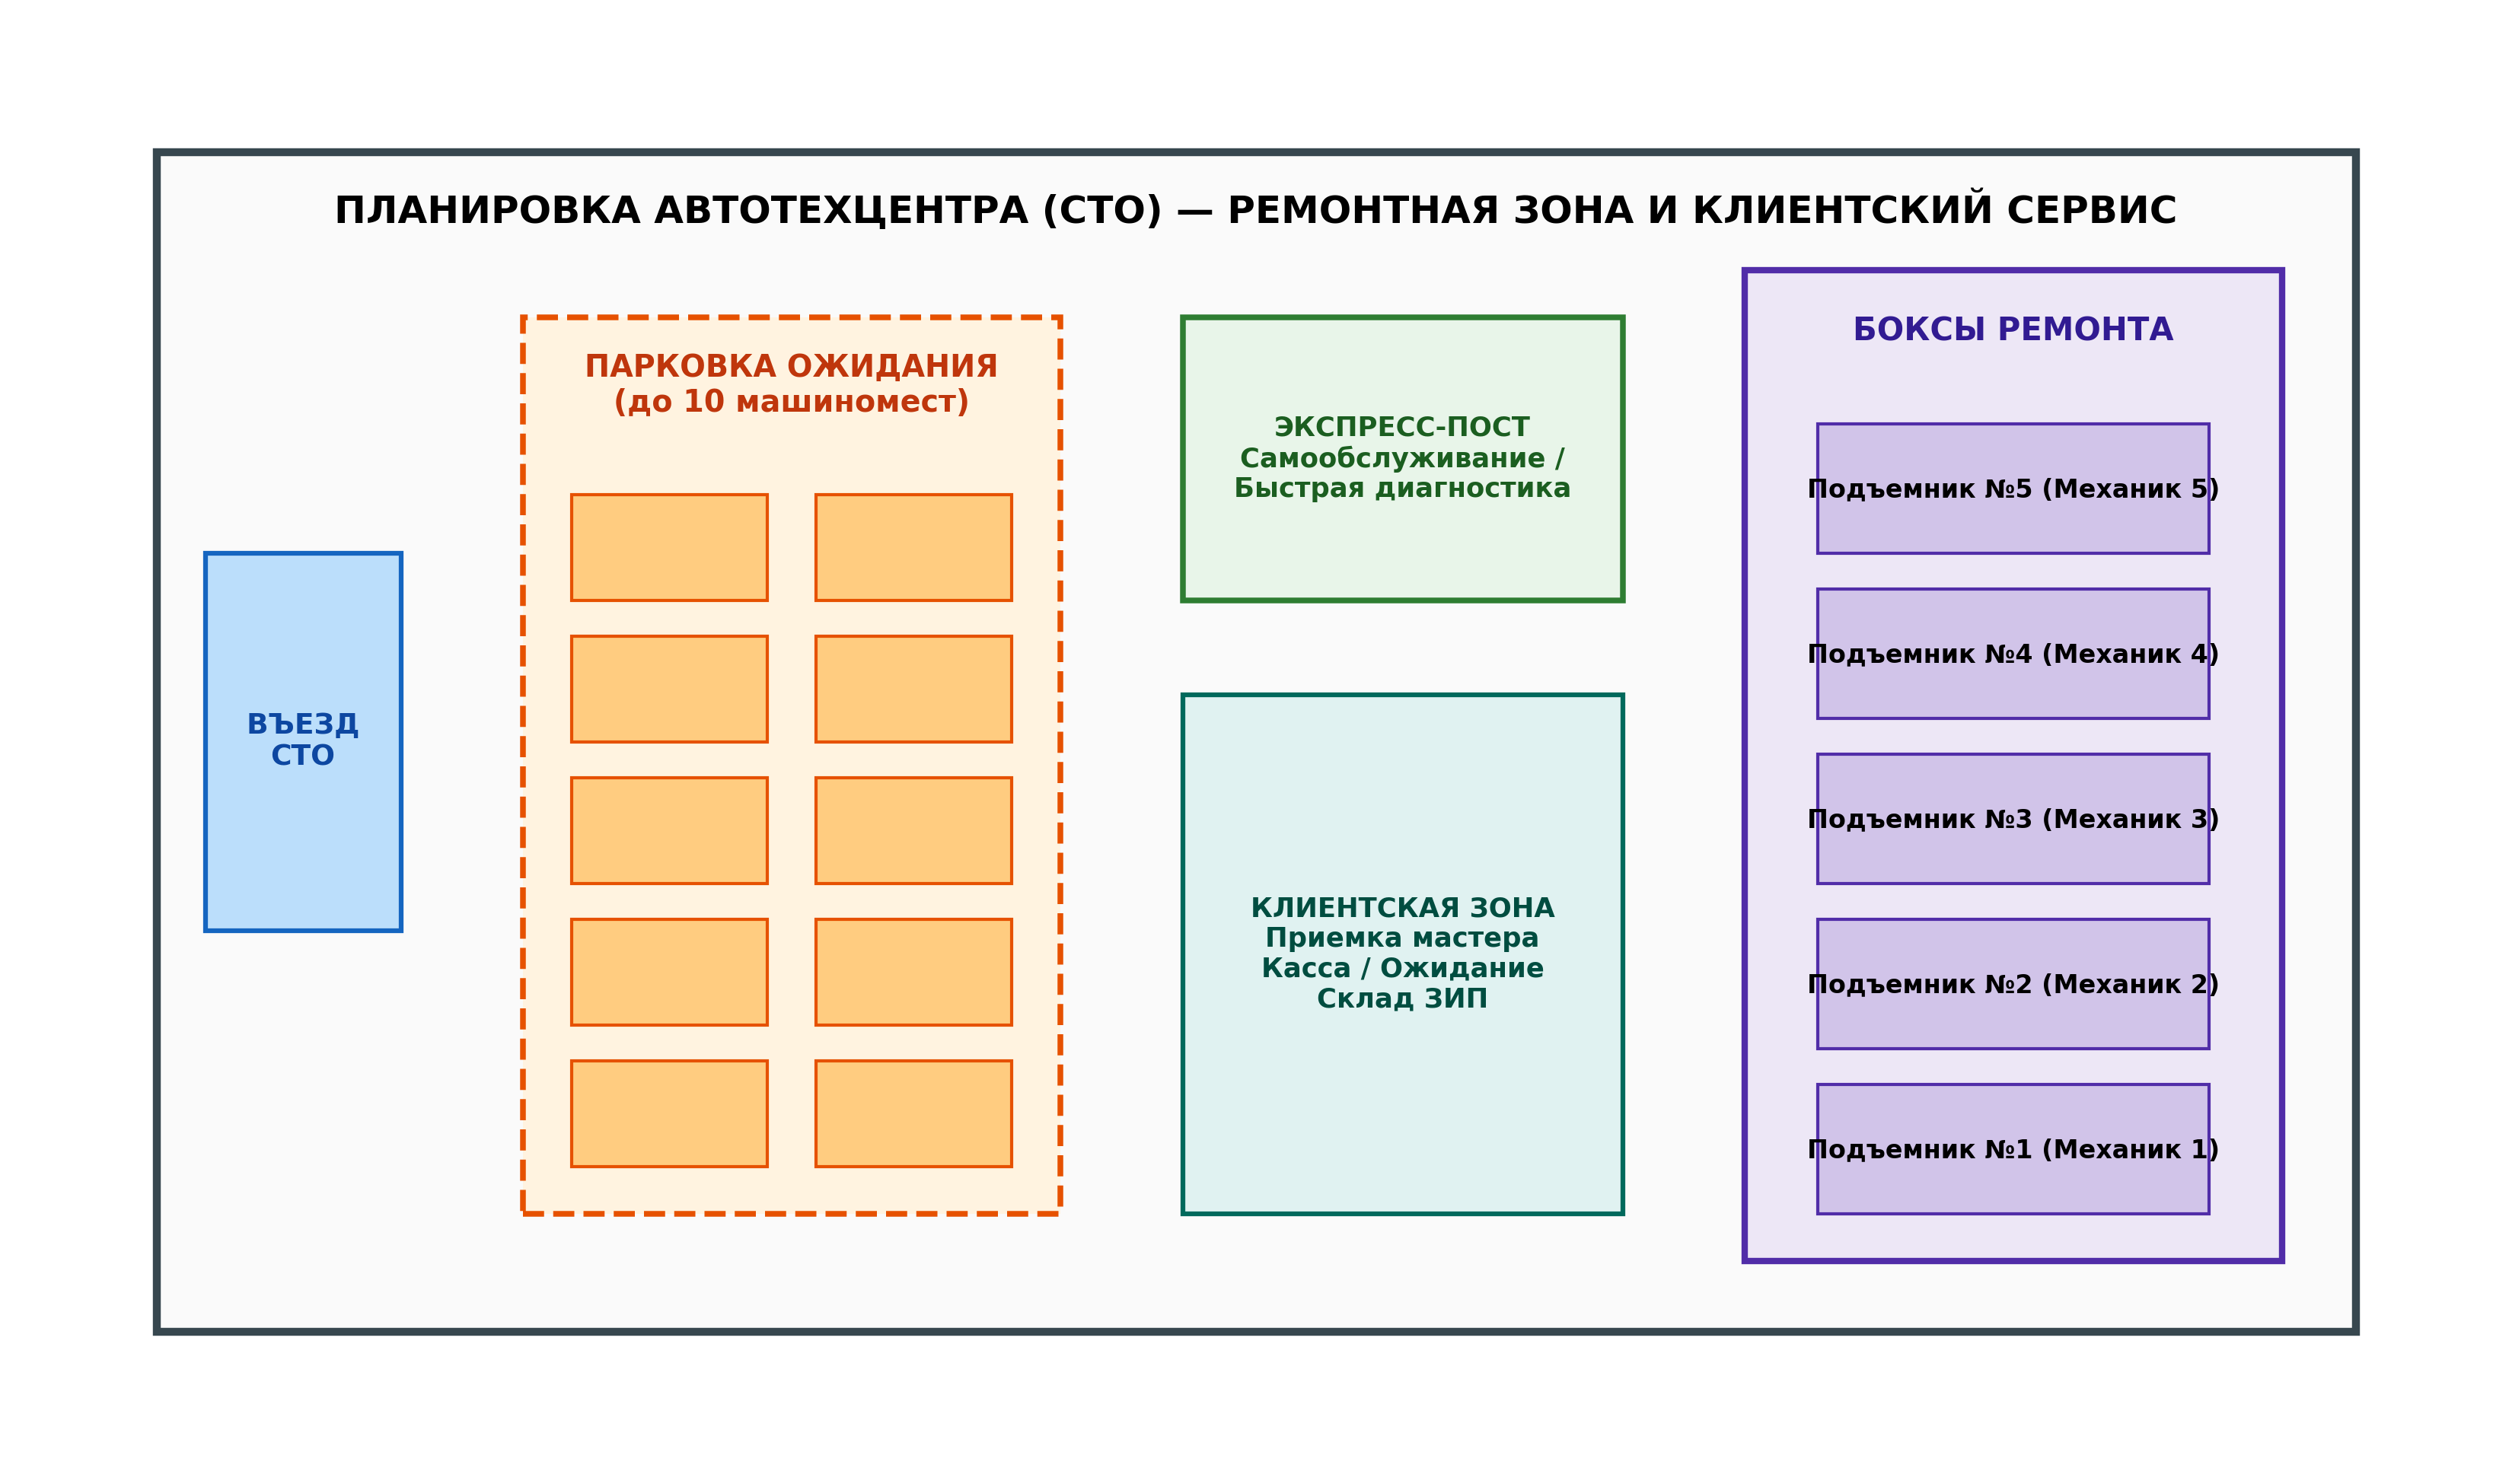 ПЛАНИРОВКА АВТОТЕХЦЕНТРА (СТО) — РЕМОНТНАЯ ЗОНА И КЛИЕНТСКИЙ СЕРВИС
ВЪЕЗД
СТО
ПАРКОВКА ОЖИДАНИЯ
(до 10 машиномест)
ЭКСПРЕСС-ПОСТ
Самообслуживание /
Быстрая диагностика
КЛИЕНТСКАЯ ЗОНА
Приемка мастера
Касса / Ожидание
Склад ЗИП
БОКСЫ РЕМОНТА
Подъемник №5 (Механик 5)
Подъемник №4 (Механик 4)
Подъемник №3 (Механик 3)
Подъемник №2 (Механик 2)
Подъемник №1 (Механик 1)